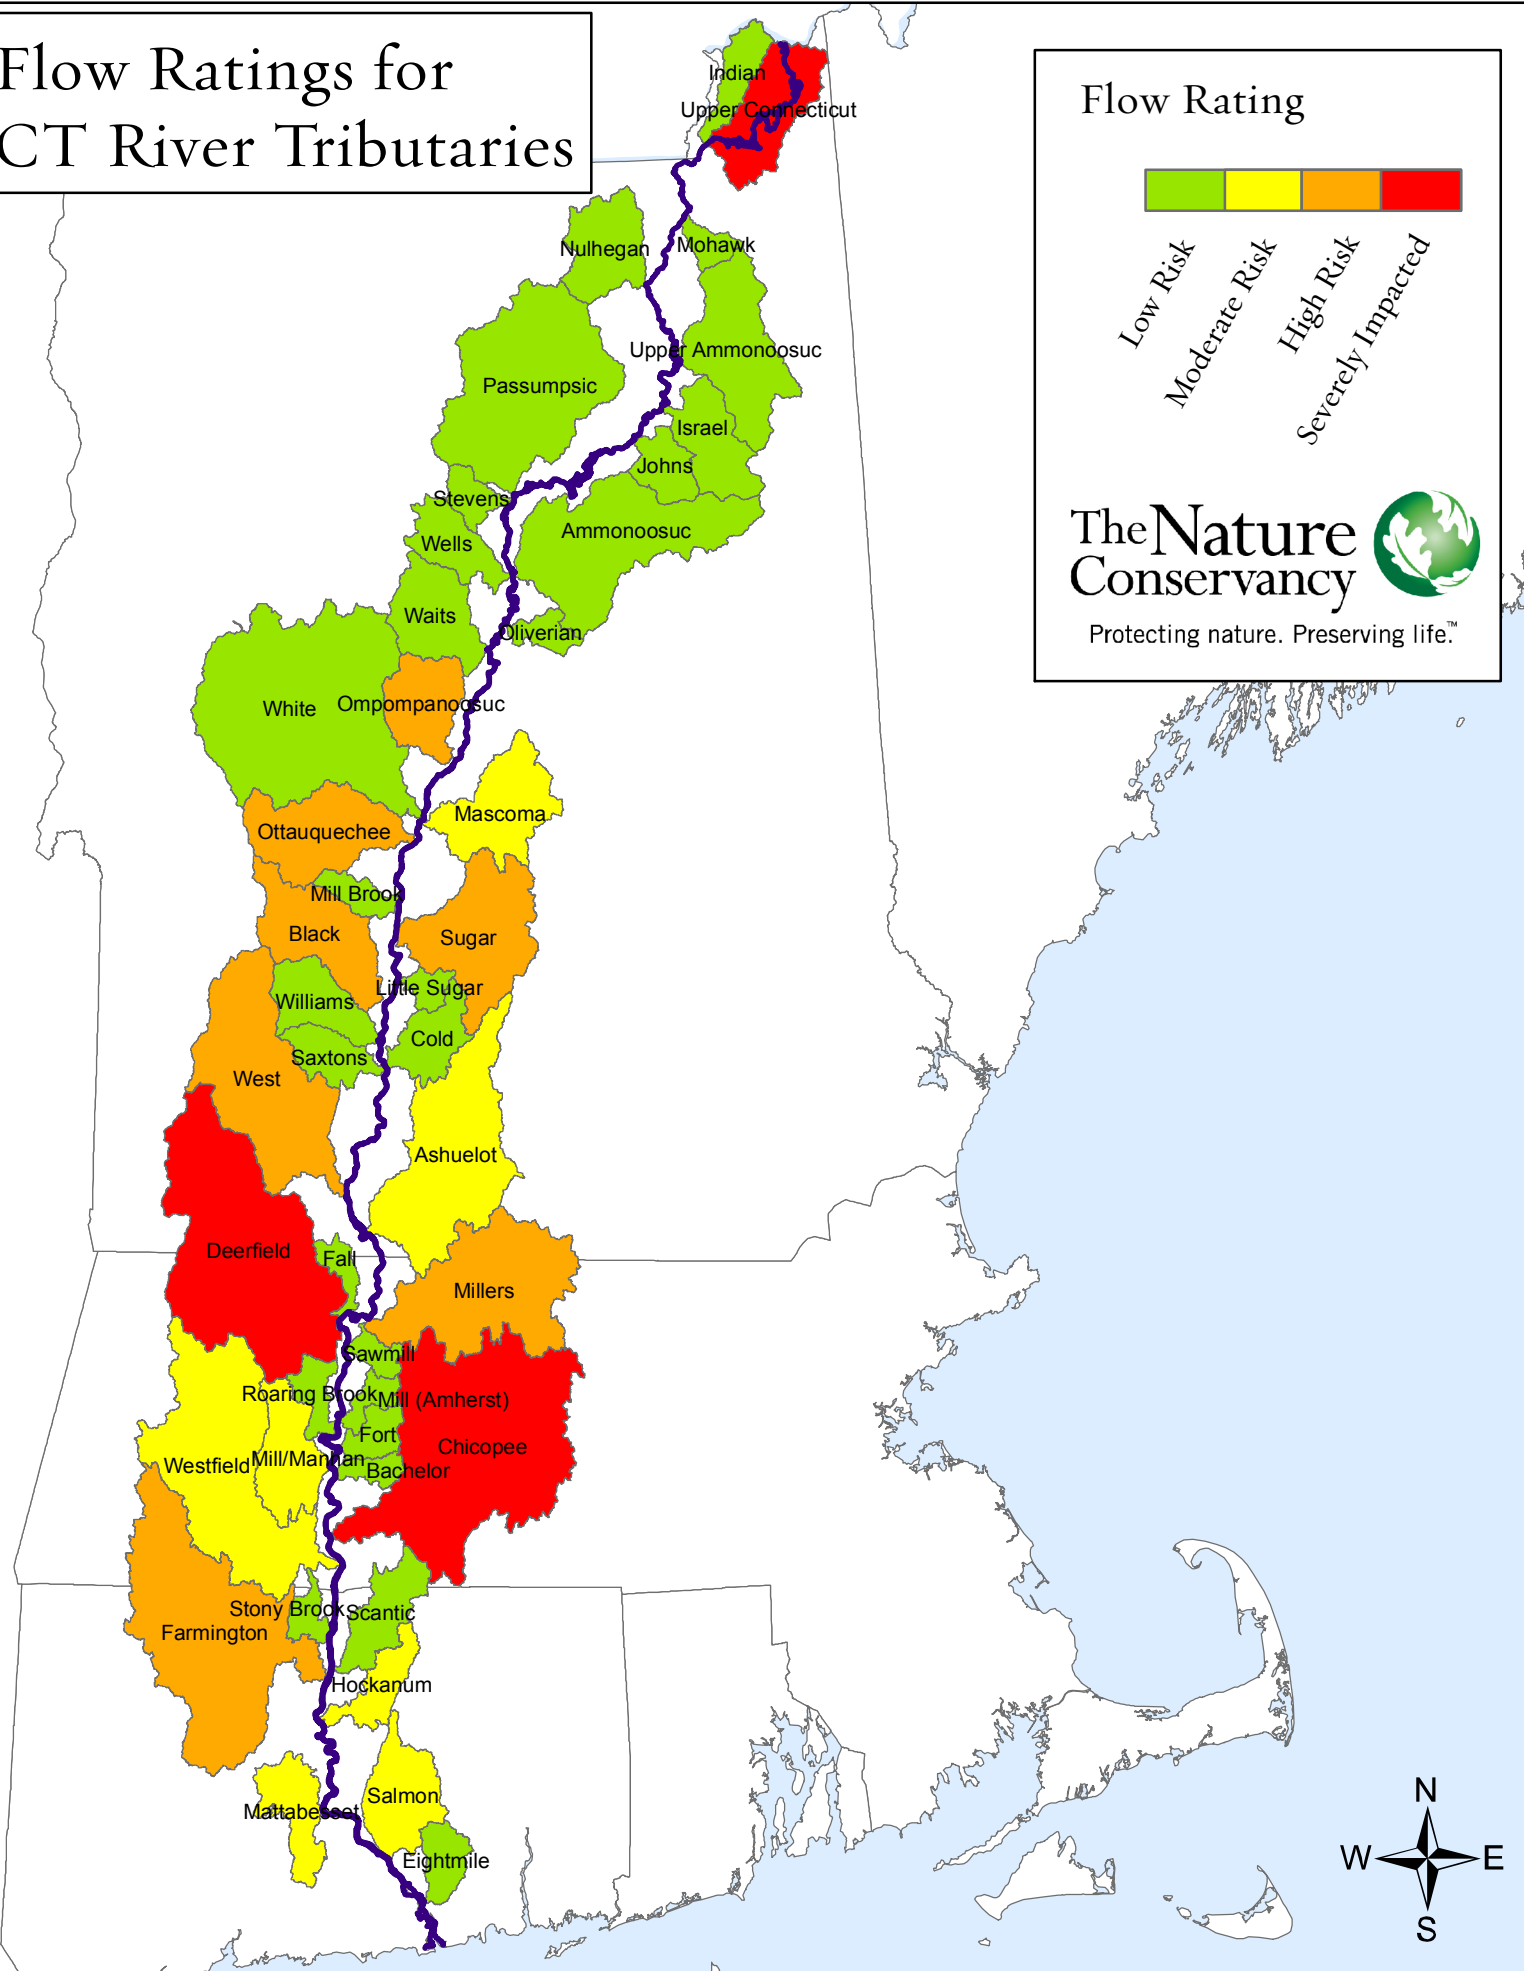 Flow Ratings for
CT River Tributaries
Flow Rating
Low Risk
Moderate Risk
High Risk
Severely Impacted
The Nature
Conservancy
Protecting nature. Preserving life.™
Indian
Upper Connecticut
Nulhegan
Mohawk
Upper Ammonoosuc
Passumpsic
Israel
Johns
Stevens
Ammonoosuc
Wells
Waits
Oliverian
White
Ompompanoosuc
Mascoma
Ottauquechee
Mill Brook
Black
Sugar
Little Sugar
Williams
Cold
Saxtons
West
Ashuelot
Deerfield
Fall
Millers
Sawmill
Roaring Brook
Mill (Amherst)
Fort
Chicopee
Mill/Manhan
Westfield
Bachelor
Stony Brook
Scantic
Farmington
Hockanum
Salmon
Mattabesset
Eightmile
N
W
E
S